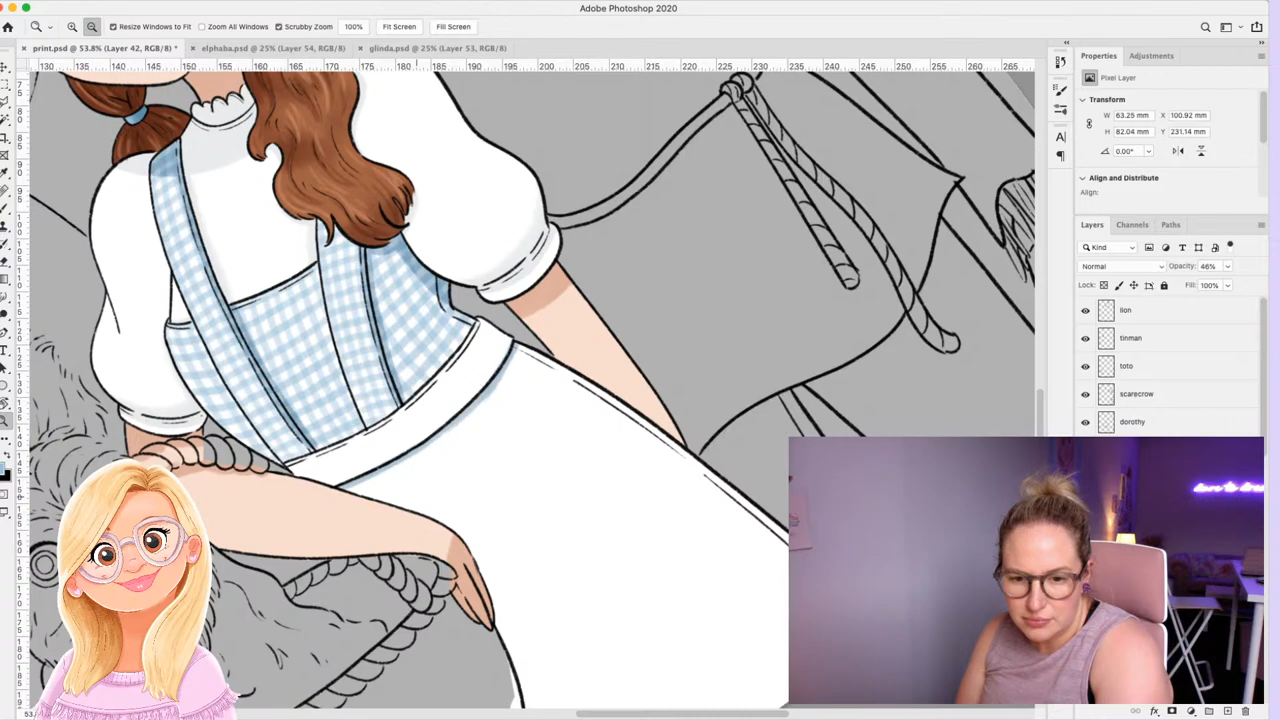 Adobe Photoshop 2020
Resize Windows to Fit Zoom All Windows Scrubby Zoom 100% Fit Screen Fill Screen
print.psd @ 53.8% (Layer 42, RGB/8) * elphaba.psd @ 25% (Layer 54, RGB/8) glinda.psd @ 25% (Layer 53, RGB/8)
130 135 140 145 150 155 160 165 170 175 180 185 190 195 200 205 210 215 220 225 230 235 240 245 250 255 260 265
Properties Adjustments
Pixel Layer
Transform
W 63.25 mm X 100.92 mm
H 82.04 mm Y 231.14 mm
0.00°
Align and Distribute
Align:
Layers Channels Paths
Kind
Normal Opacity: 46%
Lock: Fill: 100%
lion
tinman
toto
scarecrow
dorothy